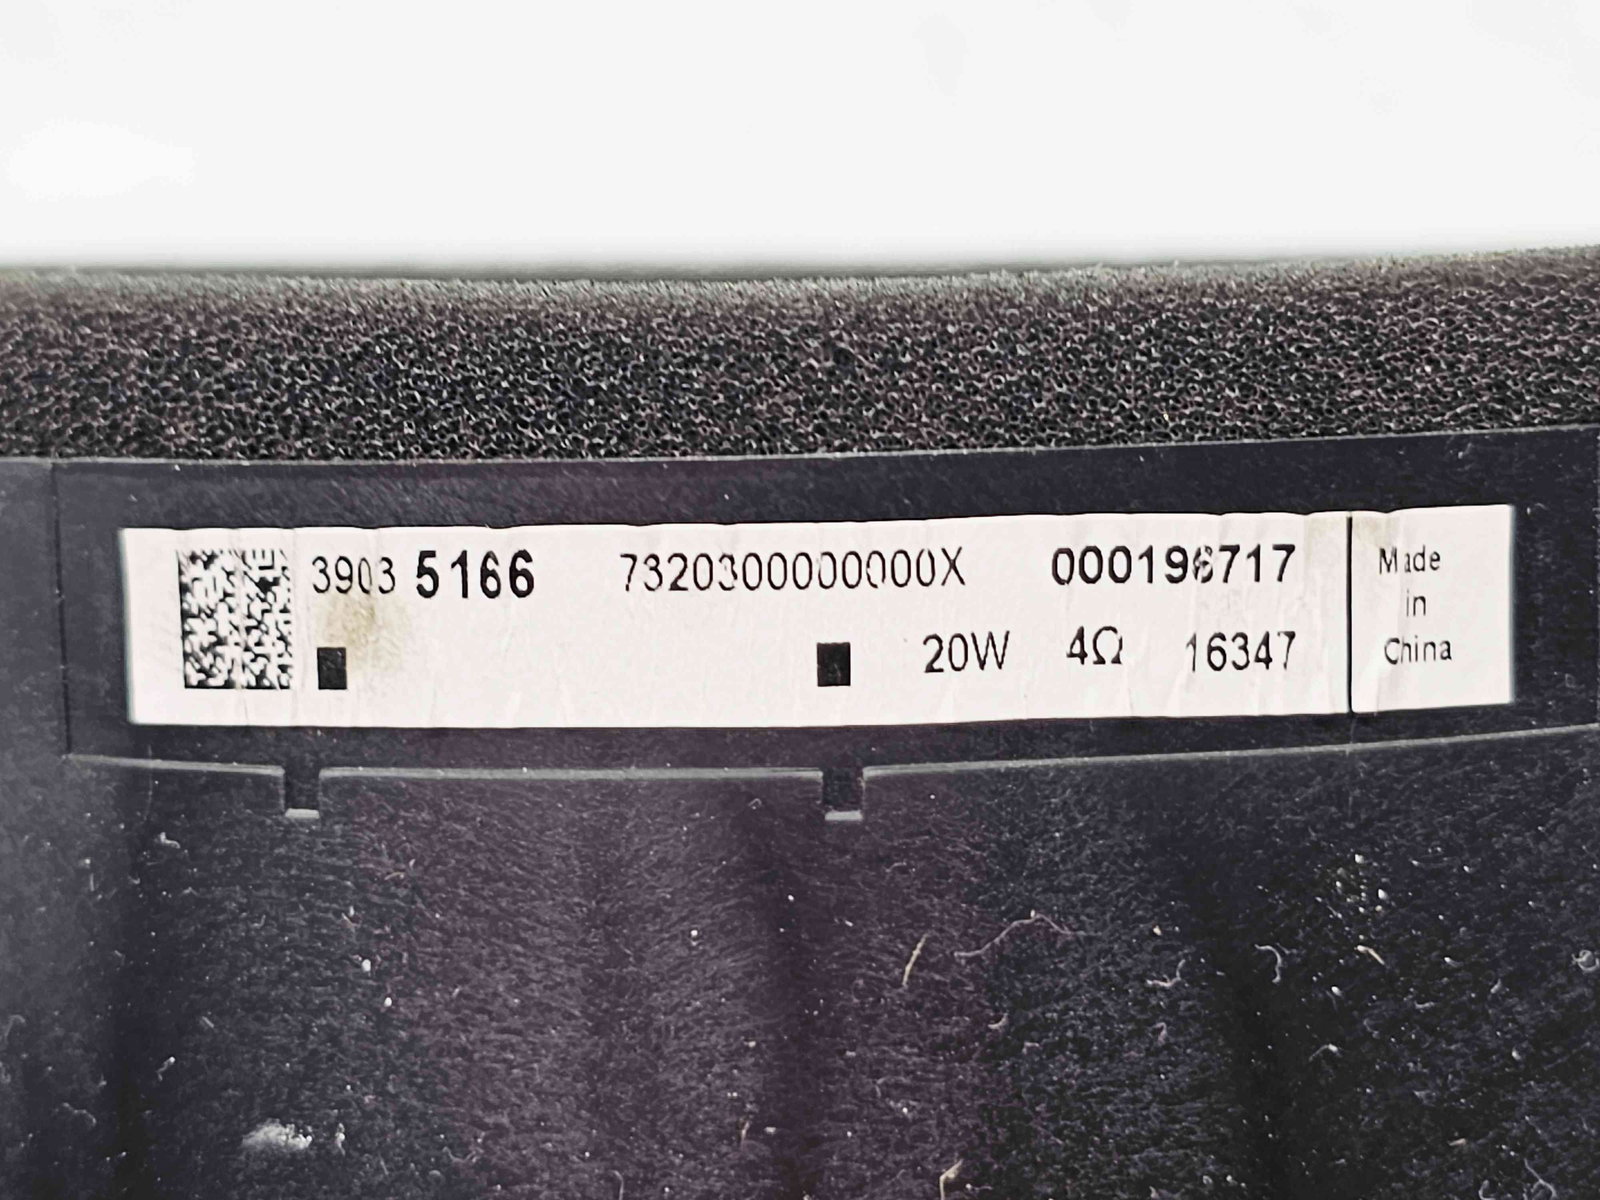 3903 5166 7320300000000X 000196717
20W 4Ω 16347
Made
in
China